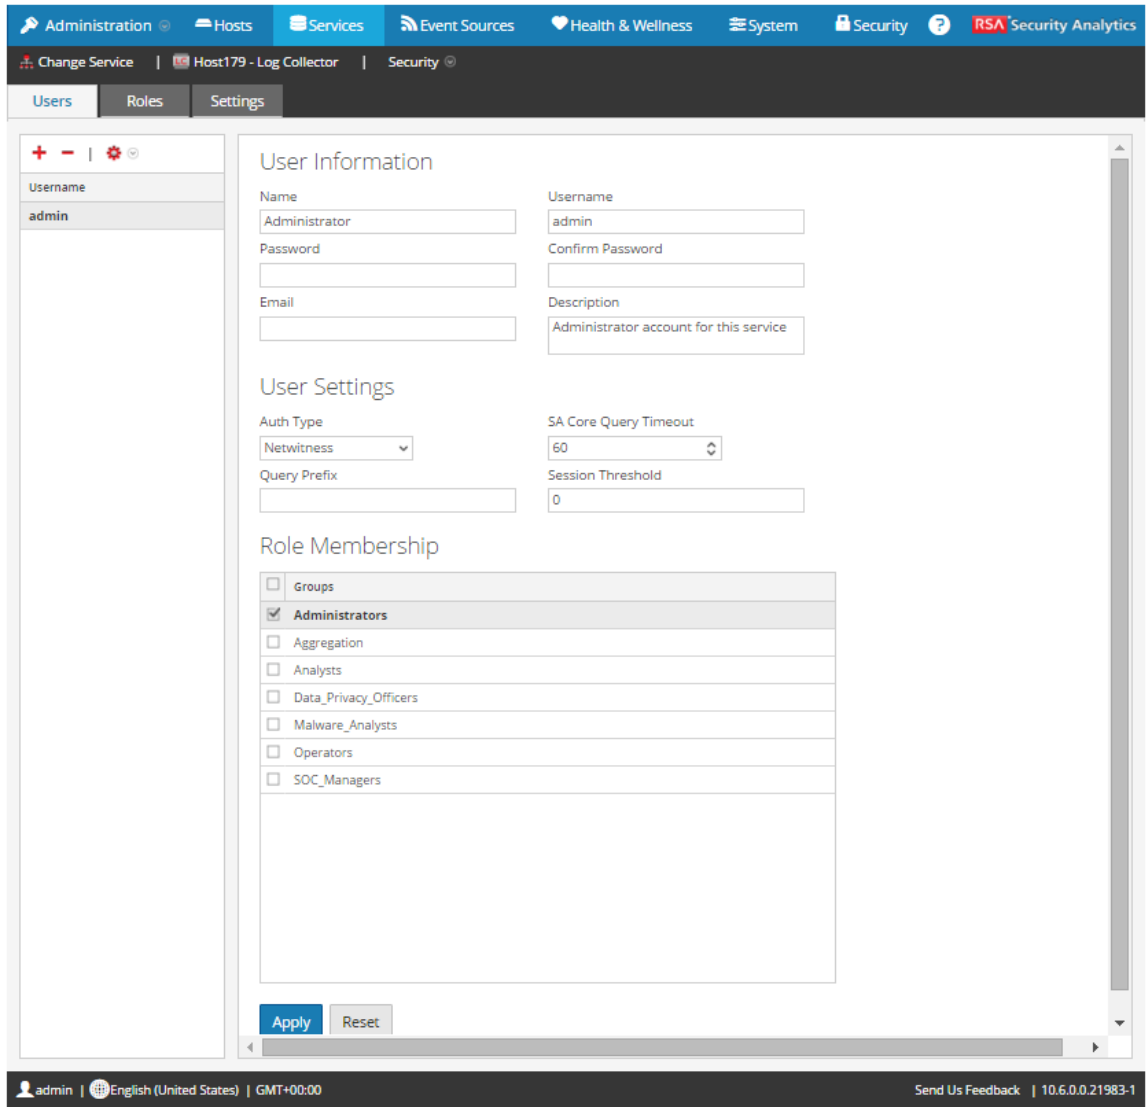 Administration Hosts Services Event Sources Health & Wellness System Security ? RSA Security Analytics
Change Service | LC Host179 - Log Collector | Security
Users Roles Settings
+ − |
Username
admin
User Information
Name Username
Administrator admin
Password Confirm Password
Email Description
Administrator account for this service
User Settings
Auth Type SA Core Query Timeout
Netwitness 60
Query Prefix Session Threshold
0
Role Membership
Groups
Administrators
Aggregation
Analysts
Data_Privacy_Officers
Malware_Analysts
Operators
SOC_Managers
Apply Reset
admin | English (United States) | GMT+00:00 Send Us Feedback | 10.6.0.0.21983-1